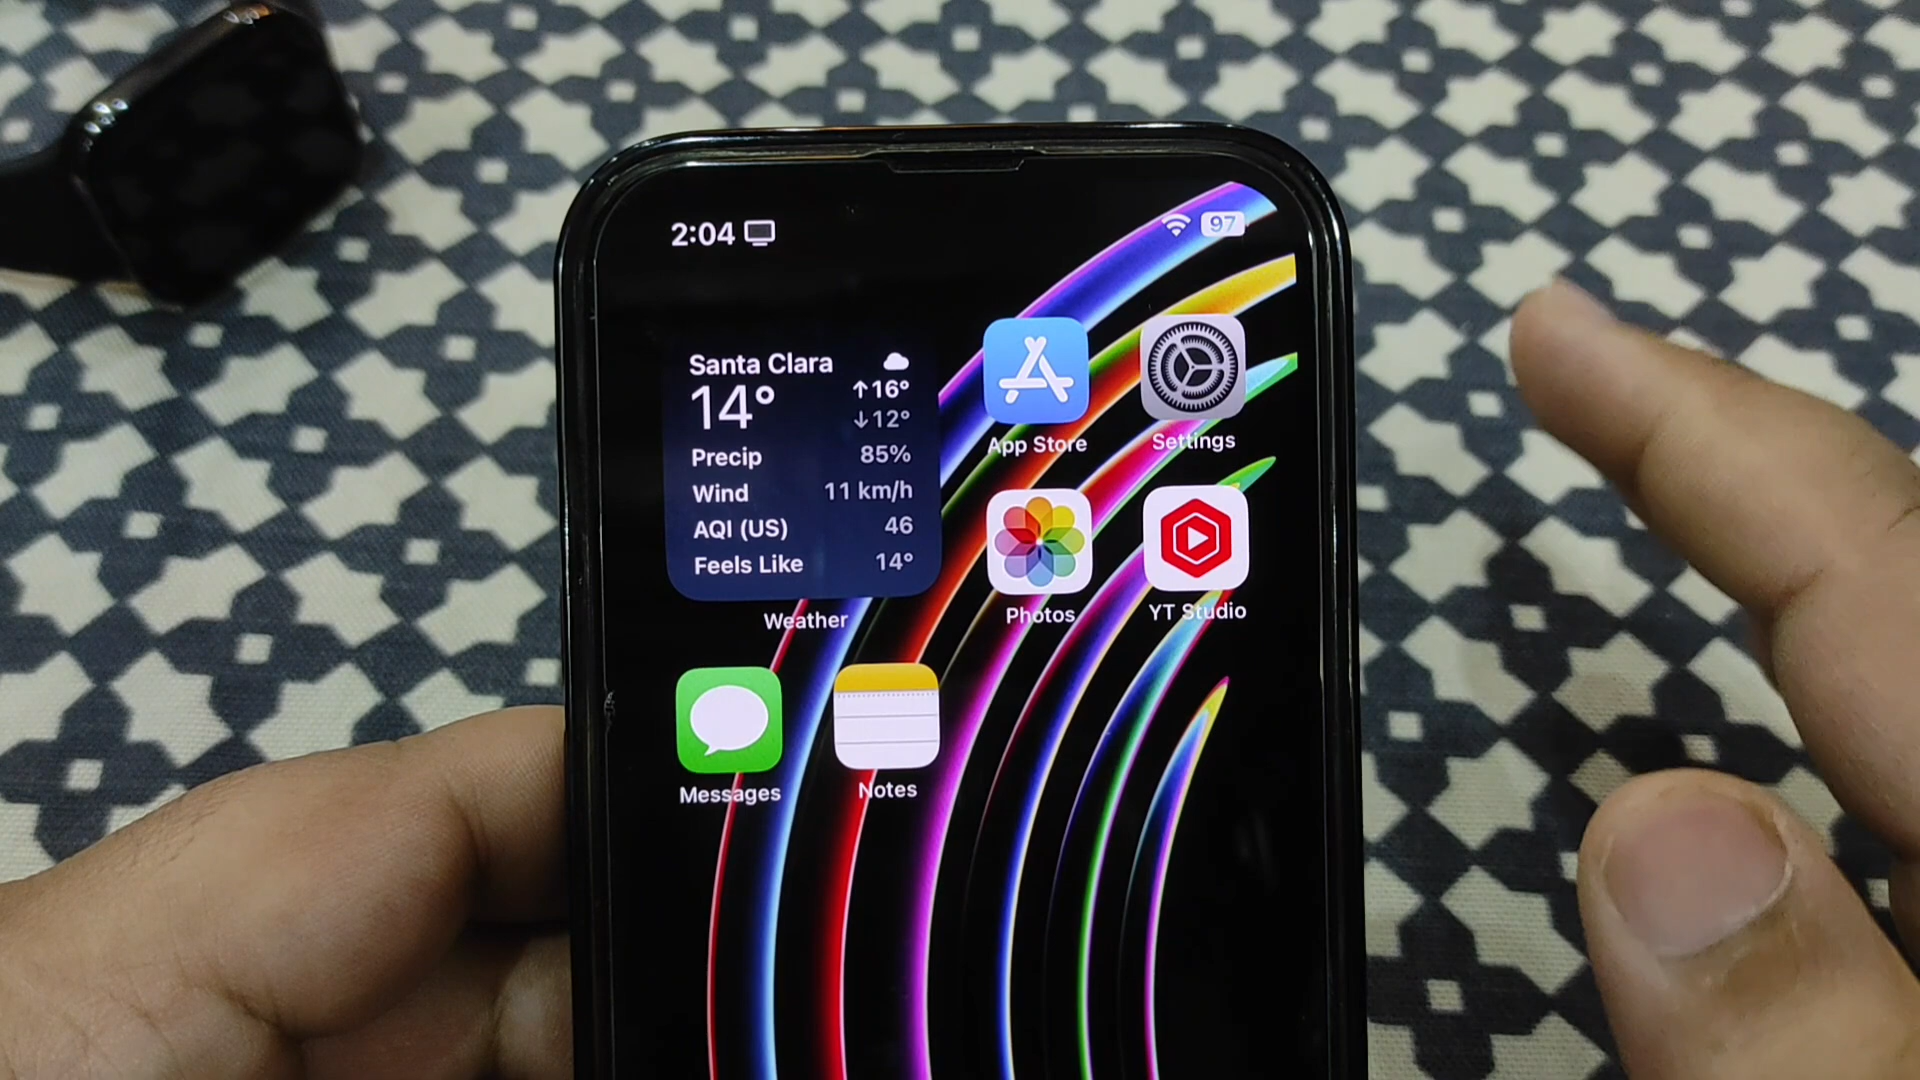 2:04
97
Santa Clara
14°
↑16°
↓12°
Precip 85%
Wind 11 km/h
AQI (US) 46
Feels Like 14°
Weather
App Store
Settings
Photos
YT Studio
Messages
Notes